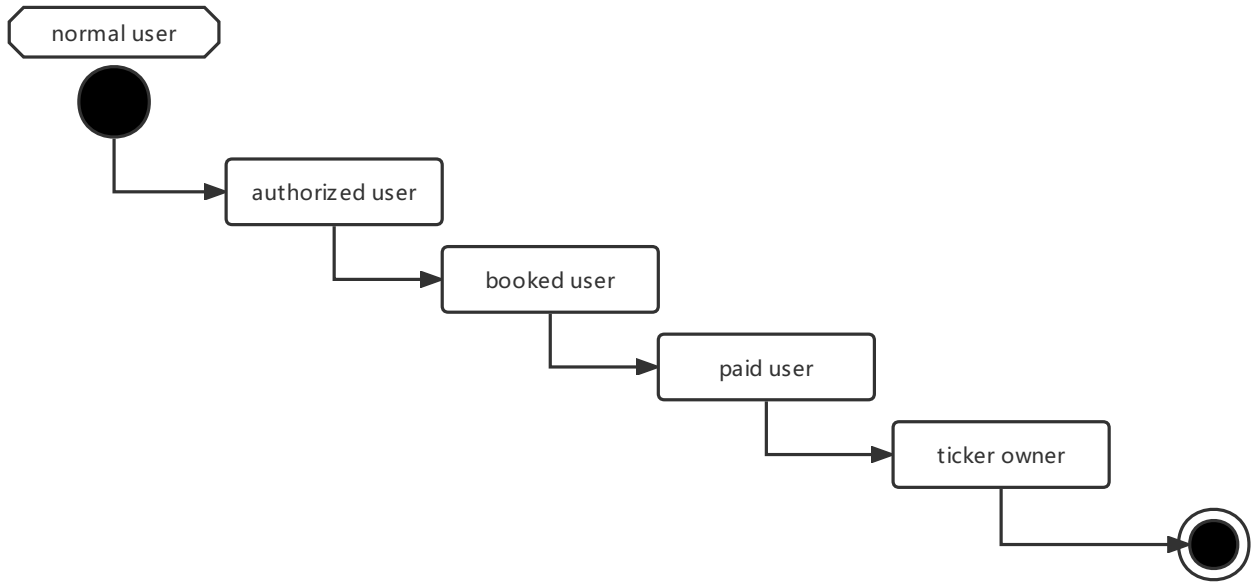 normal user
authorized user
booked user
paid user
ticker owner